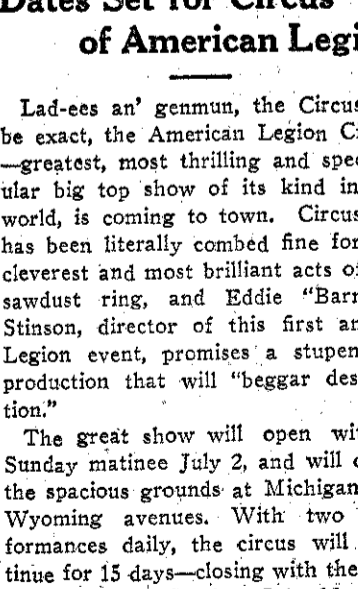 Dates Set for Circus
of American Legi
Lad-ees an' genmun, the Circus
be exact, the American Legion C
—greatest, most thrilling and spec
ular big top show of its kind in
world, is coming to town. Circus
has been literally combed fine for
cleverest and most brilliant acts o
sawdust ring, and Eddie "Barn
Stinson, director of this first an
Legion event, promises a stupen
production that will "beggar des
tion."
The great show will open wi
Sunday matinee July 2, and will
the spacious grounds at Michigan
Wyoming avenues. With two
formances daily, the circus will
tinue for 15 days—closing with the